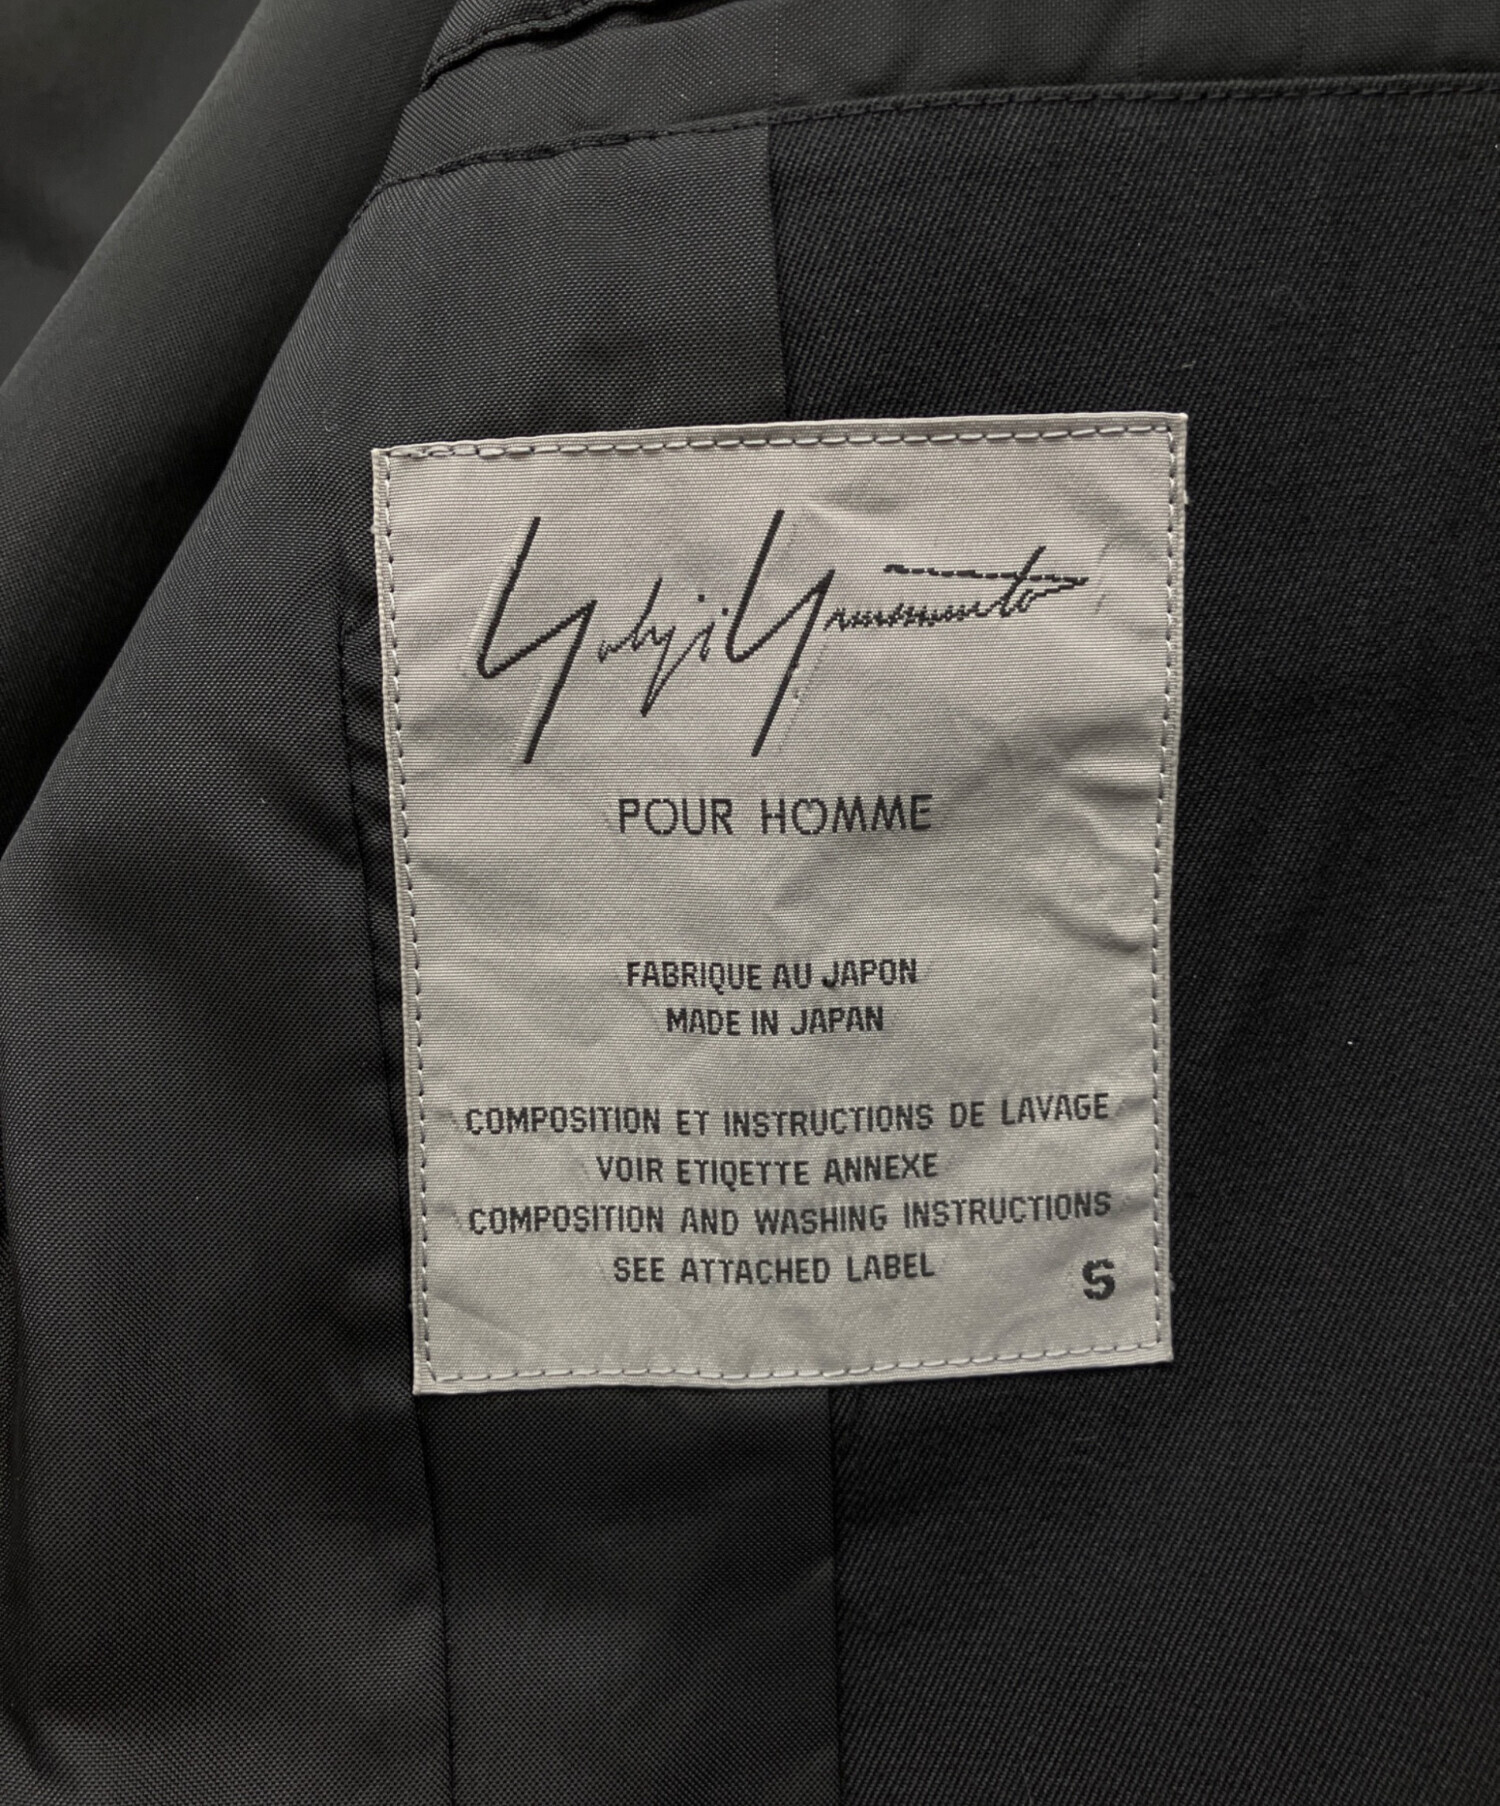 Yohji Yamamoto
POUR HOMME
FABRIQUE AU JAPON
MADE IN JAPAN
COMPOSITION ET INSTRUCTIONS DE LAVAGE
VOIR ETIQETTE ANNEXE
COMPOSITION AND WASHING INSTRUCTIONS
SEE ATTACHED LABEL
S